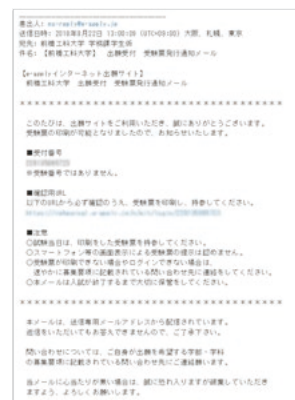 差出人:
送信日時: 2018年8月22日 13:00:09 (UTC+09:00) 大阪、札幌、東京
宛先: 前橋工科大学 学務課学生係
件名: 【前橋工科大学】 出願受付 受験票発行通知メール
【e-applyインターネット出願サイト】
前橋工科大学 出願受付 受験票発行通知メール
このたびは、出願サイトをご利用いただき、誠にありがとうございます。
受験票の印刷が可能となりましたので、お知らせいたします。
■受付番号
※受験番号ではありません。
■確認用URL
以下のURLから必ず確認のうえ、受験票を印刷し、持参してください。
■注意
○試験当日は、印刷をした受験票を持参してください。
○スマートフォン等の画面表示による受験票の提示は認めません。
○受験票が印刷できない場合やログインできない場合は、
速やかに募集要項に記載されている問い合わせ先に連絡をしてください。
○本メールは入試が終了するまで大切に保管をしてください。
本メールは、送信専用メールアドレスから配信されています。
返信をいただいてもお答えできませんので、ご了承下さい。
問い合わせについては、ご自身が出願を希望する学部・学科
の募集要項に記載されている問い合わせ先にご連絡願います。
当メールに心当たりが無い場合は、誠に恐れ入りますが破棄していただき
ますよう、よろしくお願いします。